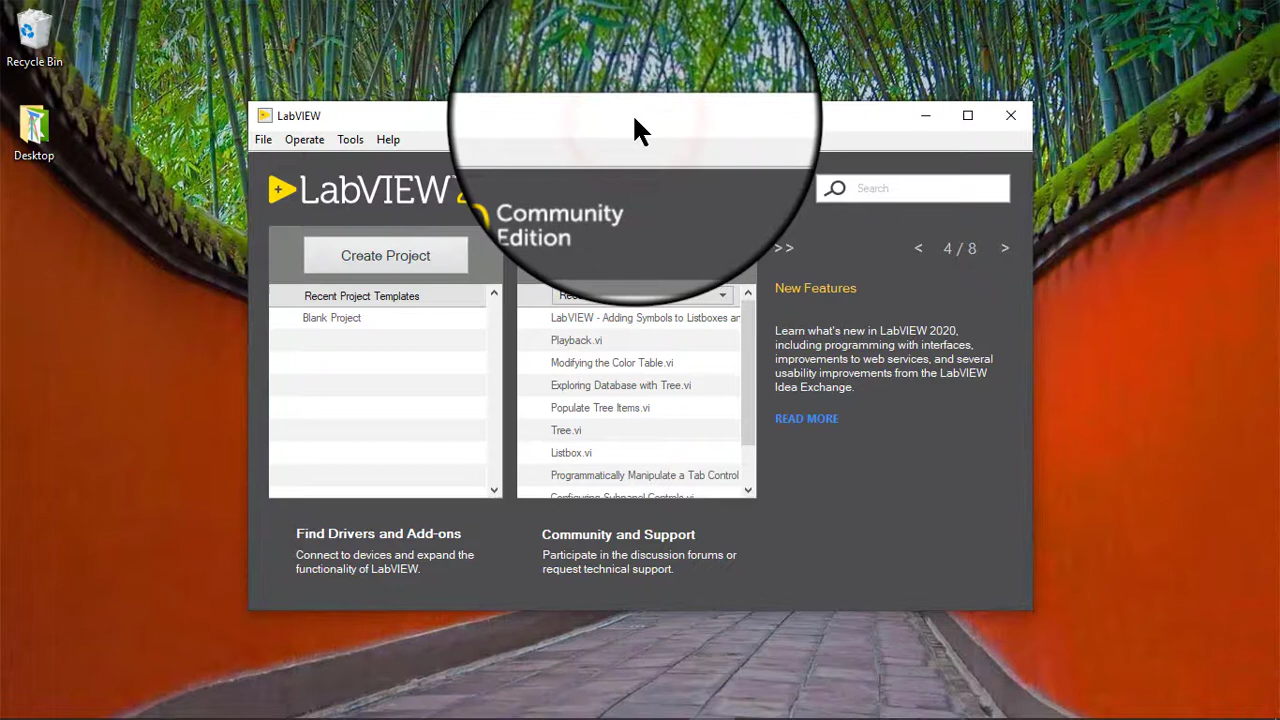 Recycle Bin
Desktop
LabVIEW
File Operate Tools Help
LabVIEW
Community
Edition
Search
Create Project
>> < 4 / 8 >
Recent Project Templates
Blank Project
LabVIEW - Adding Symbols to Listboxes an
Playback.vi
Modifying the Color Table.vi
Exploring Database with Tree.vi
Populate Tree Items.vi
Tree.vi
Listbox.vi
Programmatically Manipulate a Tab Control
Configuring Subpanel Controls.vi
New Features
Learn what's new in LabVIEW 2020,
including programming with interfaces,
improvements to web services, and several
usability improvements from the LabVIEW
Idea Exchange.
READ MORE
Find Drivers and Add-ons
Connect to devices and expand the
functionality of LabVIEW.
Community and Support
Participate in the discussion forums or
request technical support.